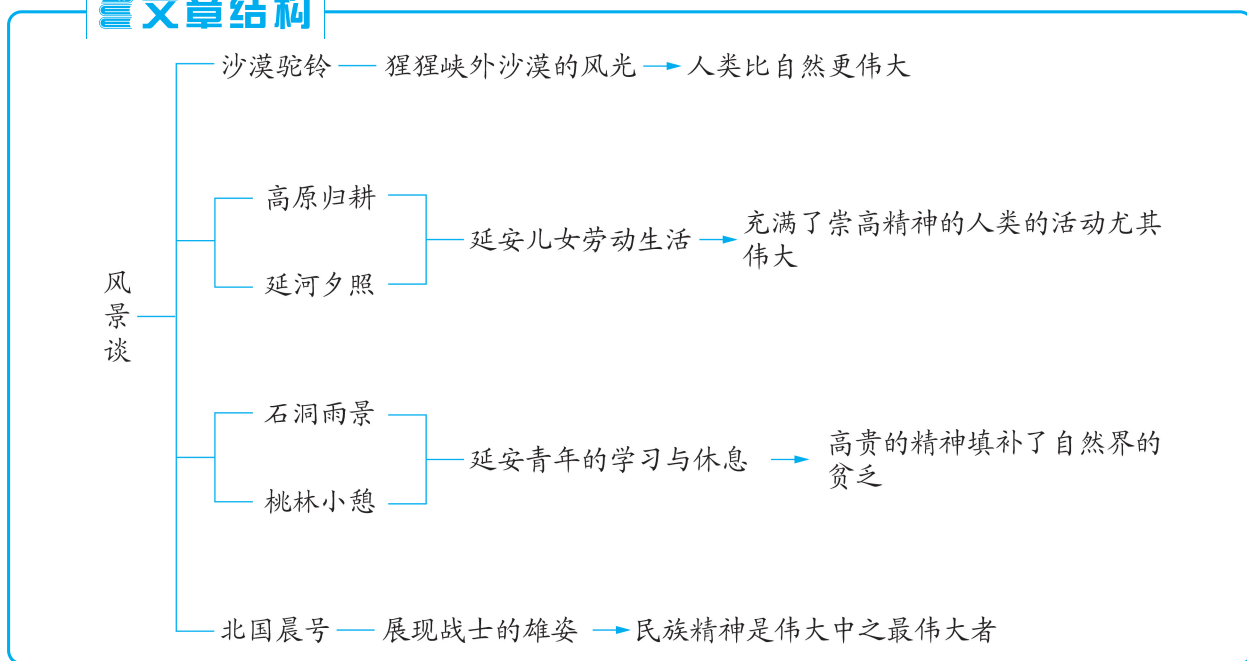 文章结构
沙漠驼铃
猩猩峡外沙漠的风光
人类比自然更伟大
高原归耕
延河夕照
延安儿女劳动生活
充满了崇高精神的人类的活动尤其
伟大
风
景
谈
石洞雨景
桃林小憩
延安青年的学习与休息
高贵的精神填补了自然界的
贫乏
北国晨号
展现战士的雄姿
民族精神是伟大中之最伟大者